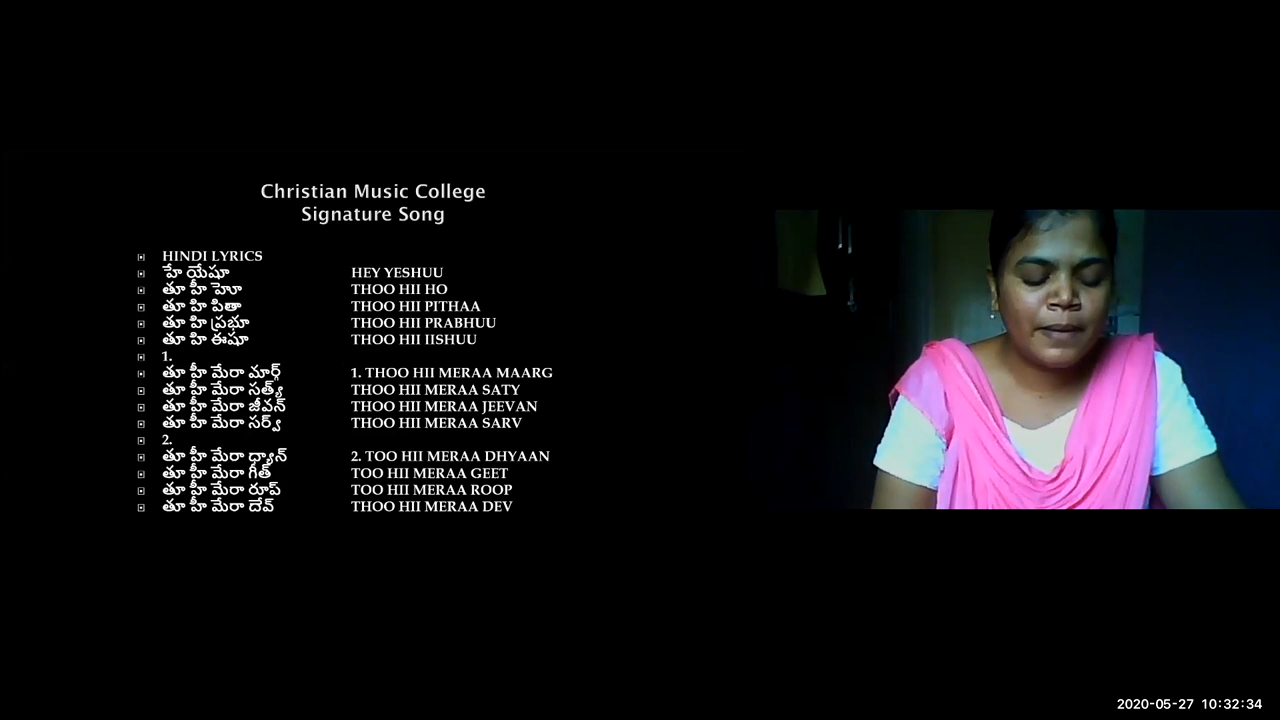 Christian Music College
Signature Song
HINDI LYRICS
హే యేషూ HEY YESHUU
తూ హీ హెూ THOO HII HO
తూ హి పితా THOO HII PITHAA
తూ హి ప్రభూ THOO HII PRABHUU
తూ హి ఈషూ THOO HII IISHUU
1.
తూ హీ మేరా మార్గ్ 1. THOO HII MERAA MAARG
తూ హీ మేరా సత్య్ THOO HII MERAA SATY
తూ హీ మేరా జీవన్ THOO HII MERAA JEEVAN
తూ హీ మేరా సర్వ్ THOO HII MERAA SARV
2.
తూ హీ మేరా ధ్యాన్ 2. TOO HII MERAA DHYAAN
తూ హీ మేరా గీత్ TOO HII MERAA GEET
తూ హీ మేరా రూప్ TOO HII MERAA ROOP
తూ హీ మేరా దేవ్ THOO HII MERAA DEV
2020-05-27 10:32:34